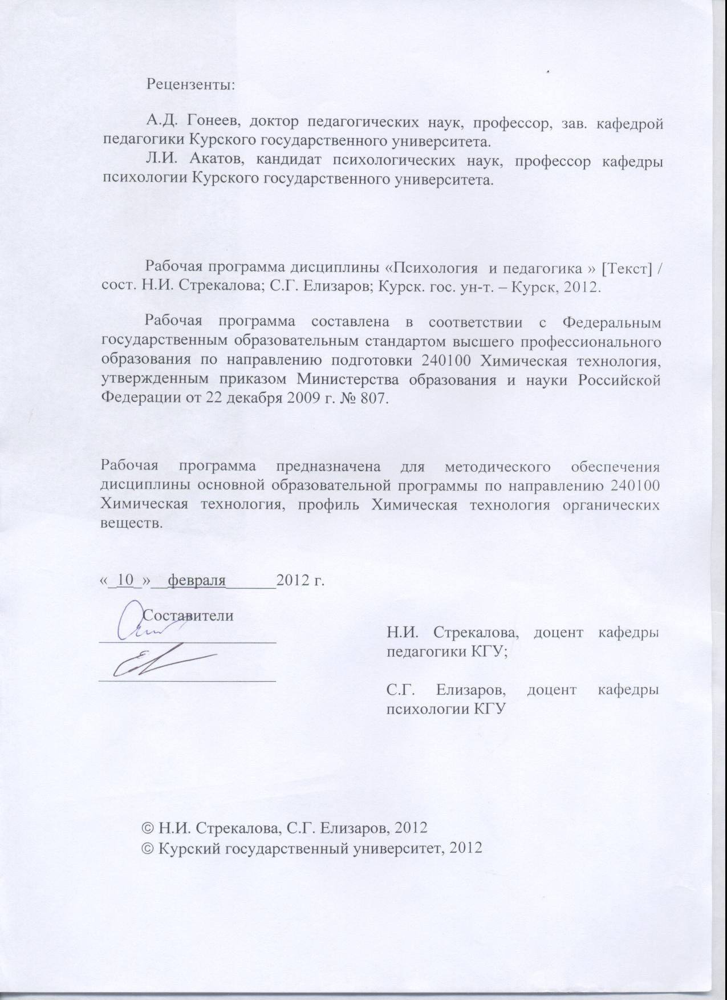 Рецензенты:
А.Д. Гонеев, доктор педагогических наук, профессор, зав. кафедрой
педагогики Курского государственного университета.
Л.И. Акатов, кандидат психологических наук, профессор кафедры
психологии Курского государственного университета.
Рабочая программа дисциплины «Психология и педагогика » [Текст] /
сост. Н.И. Стрекалова; С.Г. Елизаров; Курск. гос. ун-т. – Курск, 2012.
Рабочая программа составлена в соответствии с Федеральным
государственным образовательным стандартом высшего профессионального
образования по направлению подготовки 240100 Химическая технология,
утвержденным приказом Министерства образования и науки Российской
Федерации от 22 декабря 2009 г. № 807.
Рабочая программа предназначена для методического обеспечения
дисциплины основной образовательной программы по направлению 240100
Химическая технология, профиль Химическая технология органических
веществ.
«_10_»__февраля______2012 г.
Составители
Н.И. Стрекалова, доцент кафедры
педагогики КГУ;
С.Г. Елизаров, доцент кафедры
психологии КГУ
© Н.И. Стрекалова, С.Г. Елизаров, 2012
© Курский государственный университет, 2012